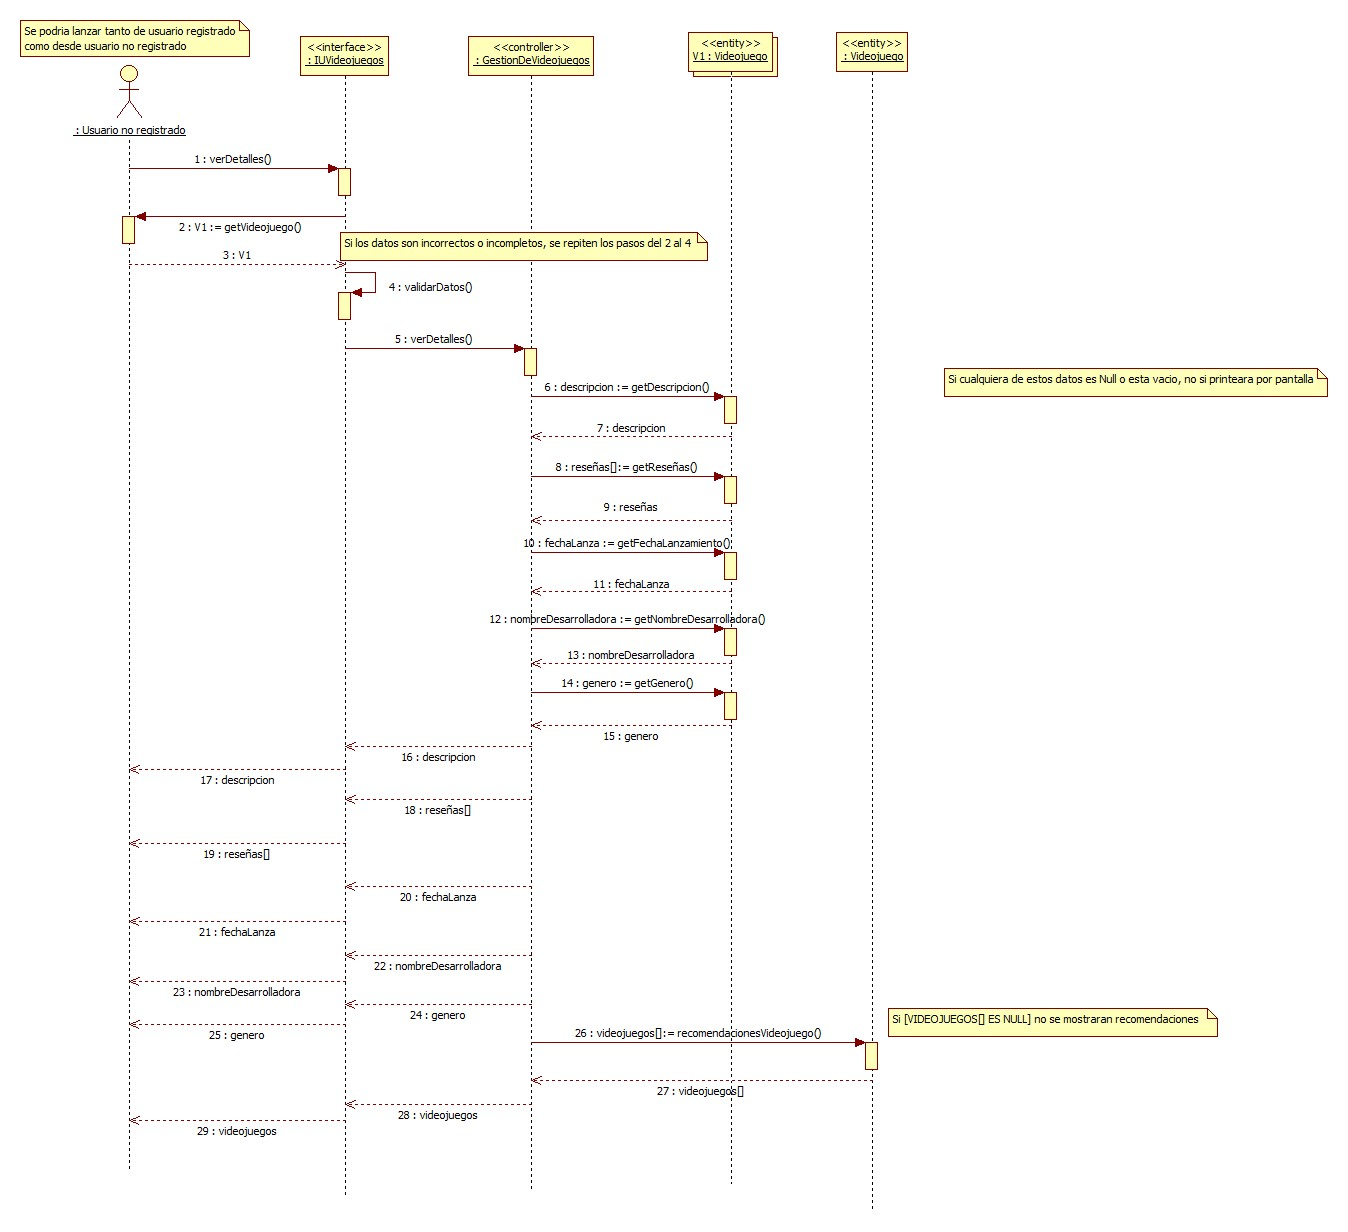 Se podria lanzar tanto de usuario registrado
como desde usuario no registrado
<<interface>>
: IUVideojuegos
<<controller>>
: GestionDeVideojuegos
<<entity>>
V1 : Videojuego
<<entity>>
: Videojuego
: Usuario no registrado
1 : verDetalles()
2 : V1 := getVideojuego()
Si los datos son incorrectos o incompletos, se repiten los pasos del 2 al 4
3 : V1
4 : validarDatos()
5 : verDetalles()
Si cualquiera de estos datos es Null o esta vacio, no si printeara por pantalla
6 : descripcion := getDescripcion()
7 : descripcion
8 : reseñas[]:= getReseñas()
9 : reseñas
10 : fechaLanza := getFechaLanzamiento()
11 : fechaLanza
12 : nombreDesarrolladora := getNombreDesarrolladora()
13 : nombreDesarrolladora
14 : genero := getGenero()
15 : genero
16 : descripcion
17 : descripcion
18 : reseñas[]
19 : reseñas[]
20 : fechaLanza
21 : fechaLanza
22 : nombreDesarrolladora
23 : nombreDesarrolladora
24 : genero
25 : genero
Si [VIDEOJUEGOS[] ES NULL] no se mostraran recomendaciones
26 : videojuegos[]:= recomendacionesVideojuego()
27 : videojuegos[]
28 : videojuegos
29 : videojuegos